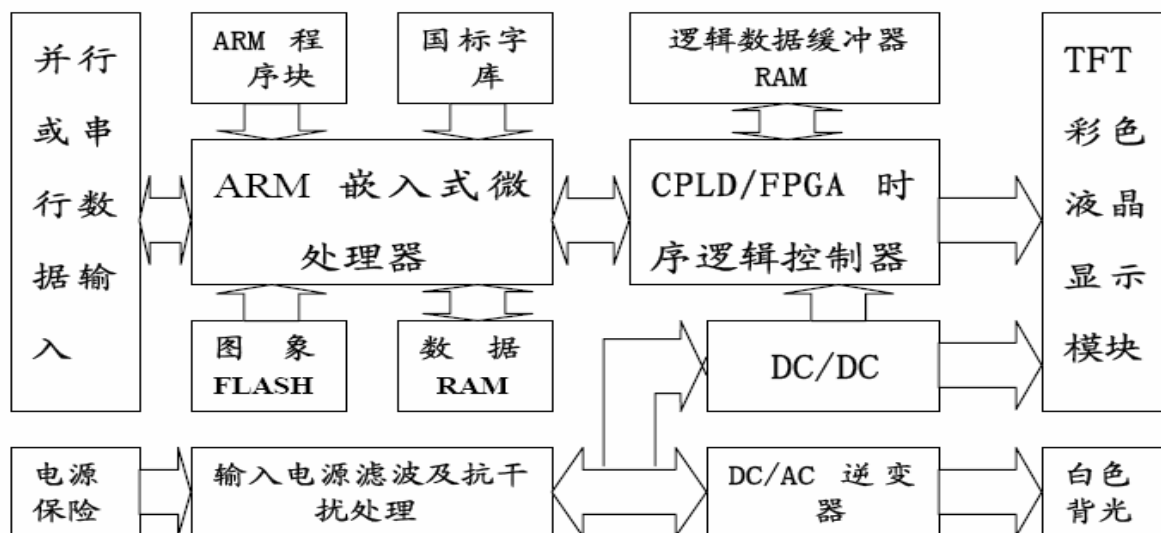 并行
或串
行数
据输
入
ARM 程
序块
国标字
库
逻辑数据缓冲器
RAM
TFT
彩色
液晶
显示
模块
ARM 嵌入式微
处理器
CPLD/FPGA 时
序逻辑控制器
图 象
FLASH
数 据
RAM
DC/DC
电源
保险
输入电源滤波及抗干
扰处理
DC/AC 逆变
器
白色
背光